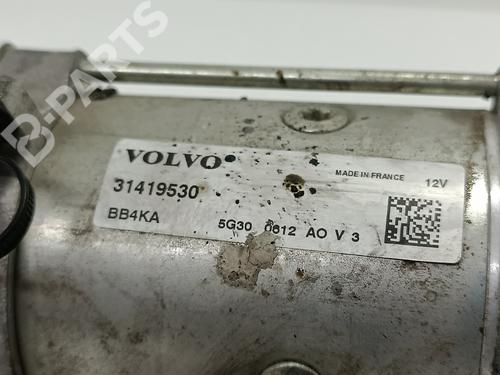 B-PARTS
VOLVO
MADE IN FRANCE 12V
31419530
BB4KA 5G30 0612 AO V 3